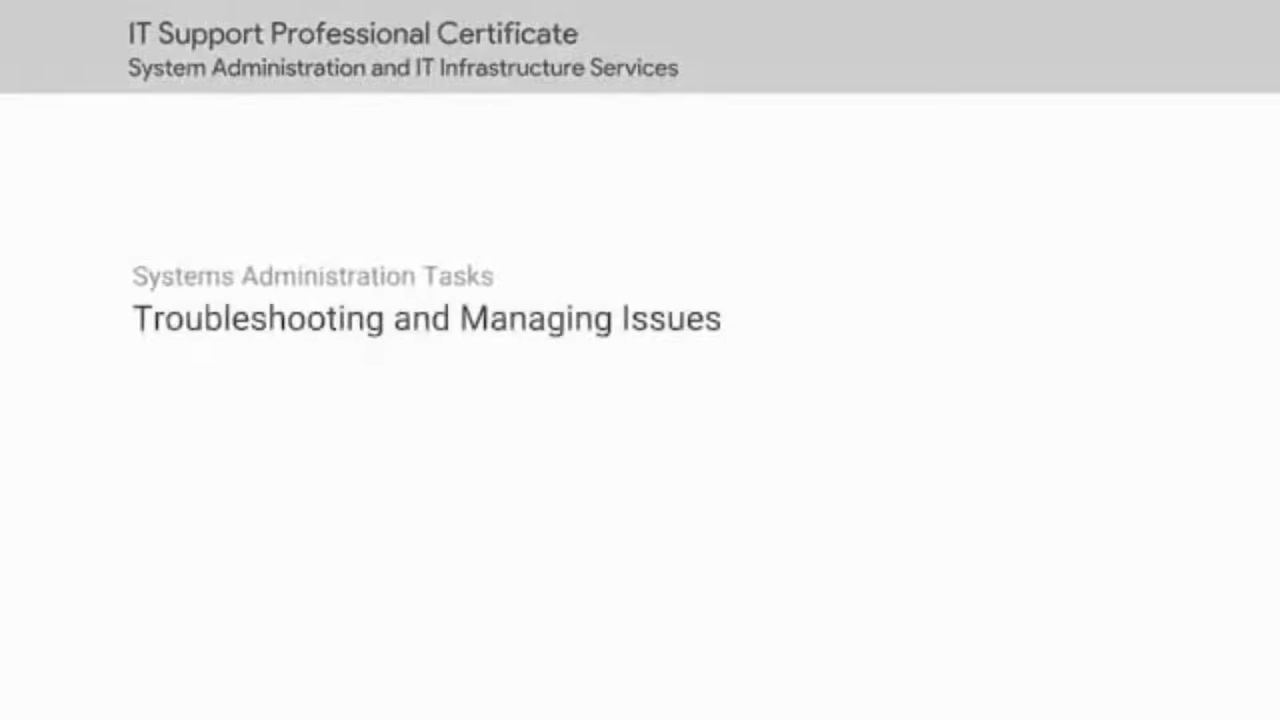 IT Support Professional Certificate
System Administration and IT Infrastructure Services
Systems Administration Tasks
Troubleshooting and Managing Issues